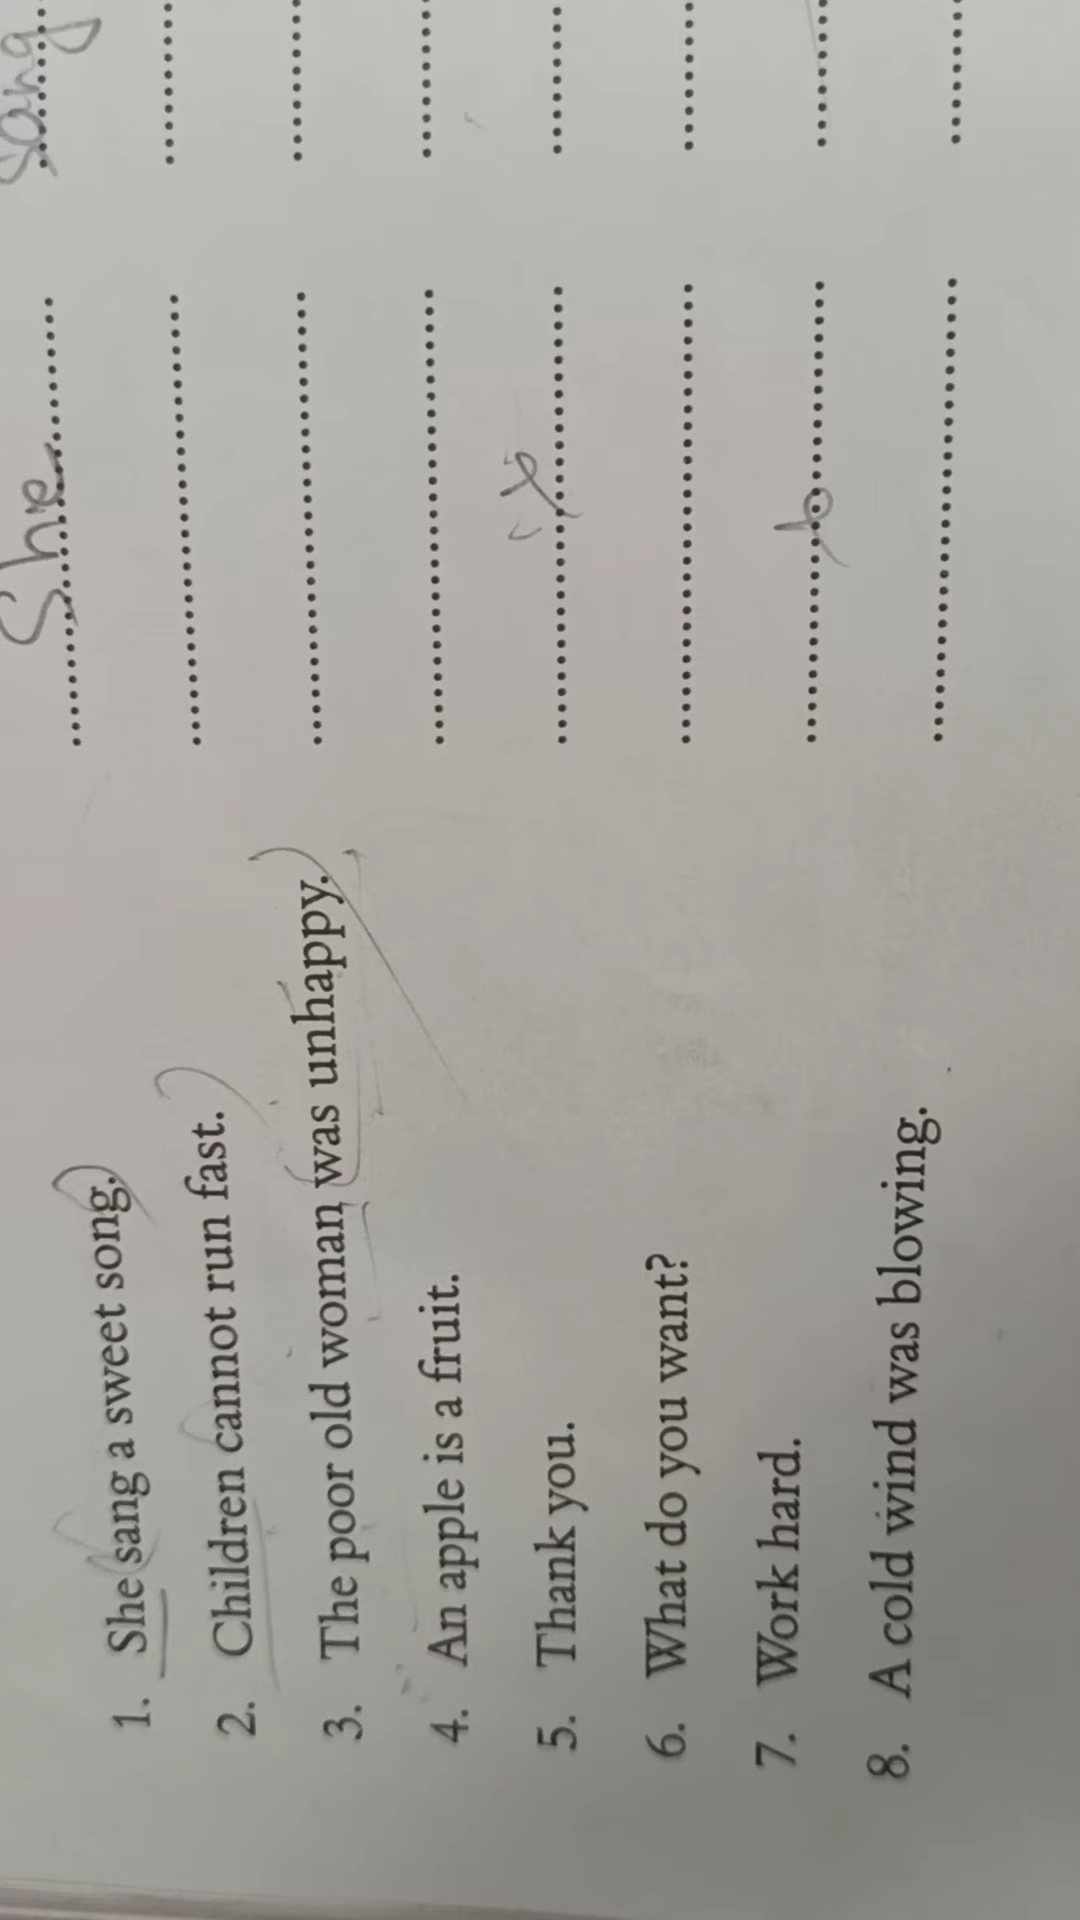 1. She sang a sweet song. She sang
2. Children cannot run fast.
3. The poor old woman was unhappy.
4. An apple is a fruit.
5. Thank you.
6. What do you want?
7. Work hard.
8. A cold wind was blowing.